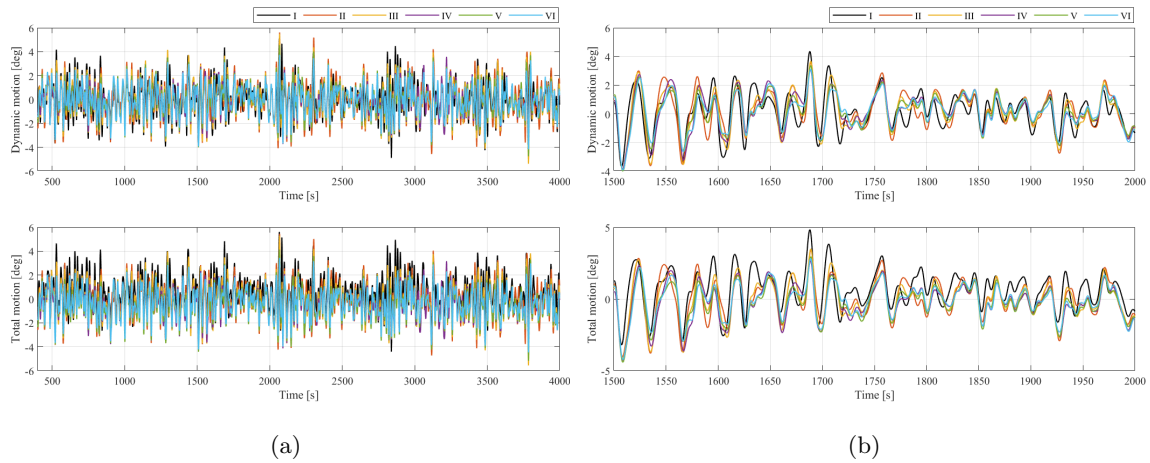 I II III IV V VI
6
4
2
0
-2
-4
-6
Dynamic motion [deg]
500 1000 1500 2000 2500 3000 3500 4000
Time [s]
6
4
2
0
-2
-4
-6
Total motion [deg]
500 1000 1500 2000 2500 3000 3500 4000
Time [s]
(a)
I II III IV V VI
6
4
2
0
-2
-4
Dynamic motion [deg]
1500 1550 1600 1650 1700 1750 1800 1850 1900 1950 2000
Time [s]
5
0
-5
Total motion [deg]
1500 1550 1600 1650 1700 1750 1800 1850 1900 1950 2000
Time [s]
(b)